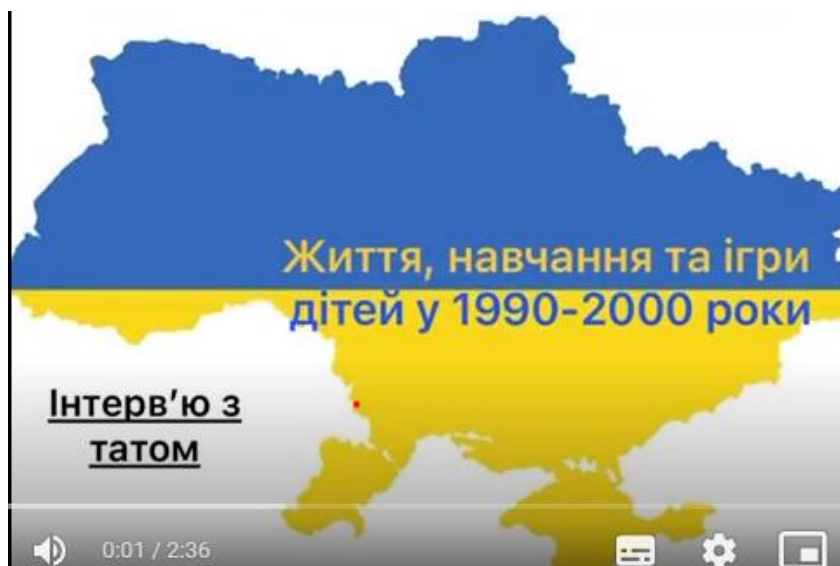 Життя, навчання та ігри
дітей у 1990-2000 роки
Інтерв’ю з
татом
0:01 / 2:36